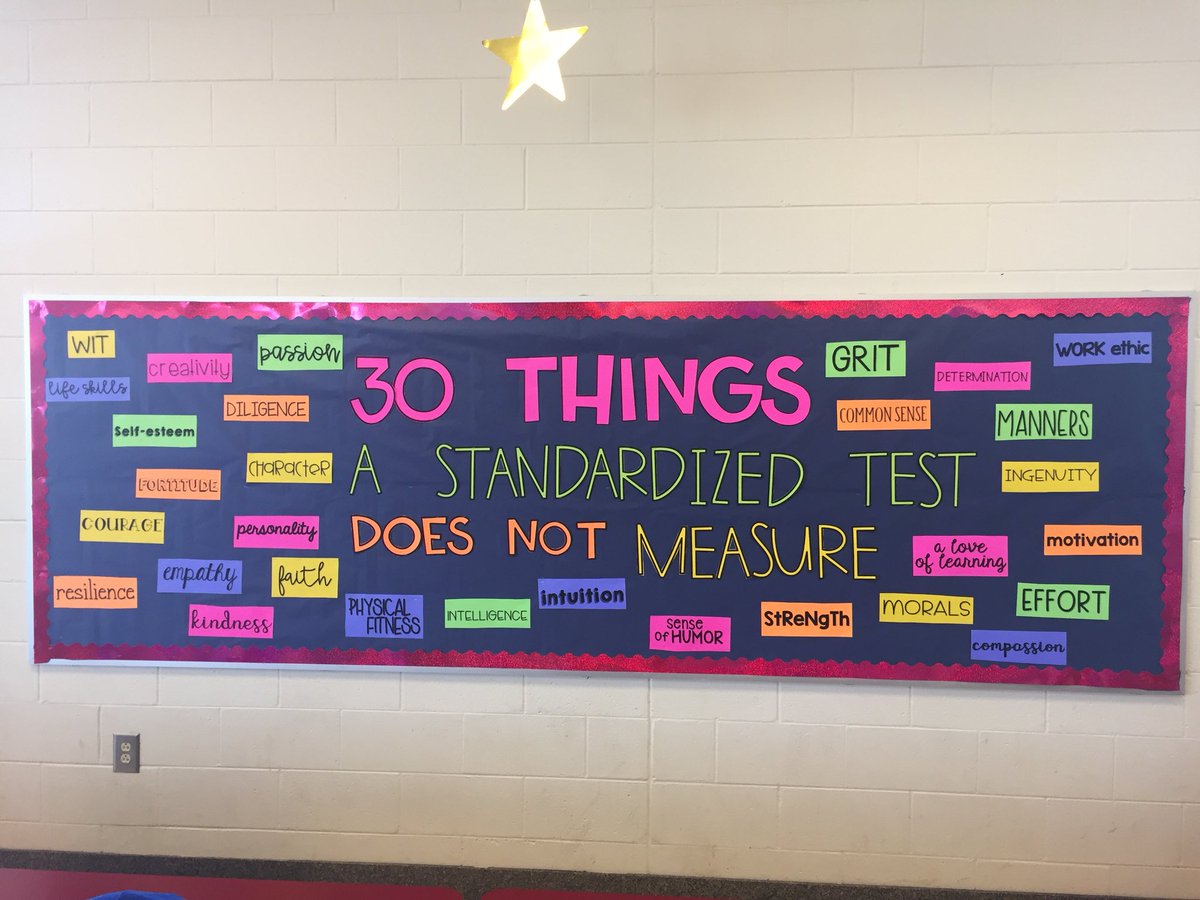 30 THINGS
A STANDARDIZED TEST
DOES NOT MEASURE
WIT
creativity
passion
life skills
DILIGENCE
Self-esteem
CHARACTER
FORTITUDE
COURAGE
personality
empathy
faith
resilience
kindness
PHYSICAL
FITNESS
INTELLIGENCE
intuition
sense
of HUMOR
StReNgTh
MORALS
compassion
EFFORT
a love
of learning
motivation
INGENUITY
MANNERS
COMMON SENSE
DETERMINATION
GRIT
WORK ethic